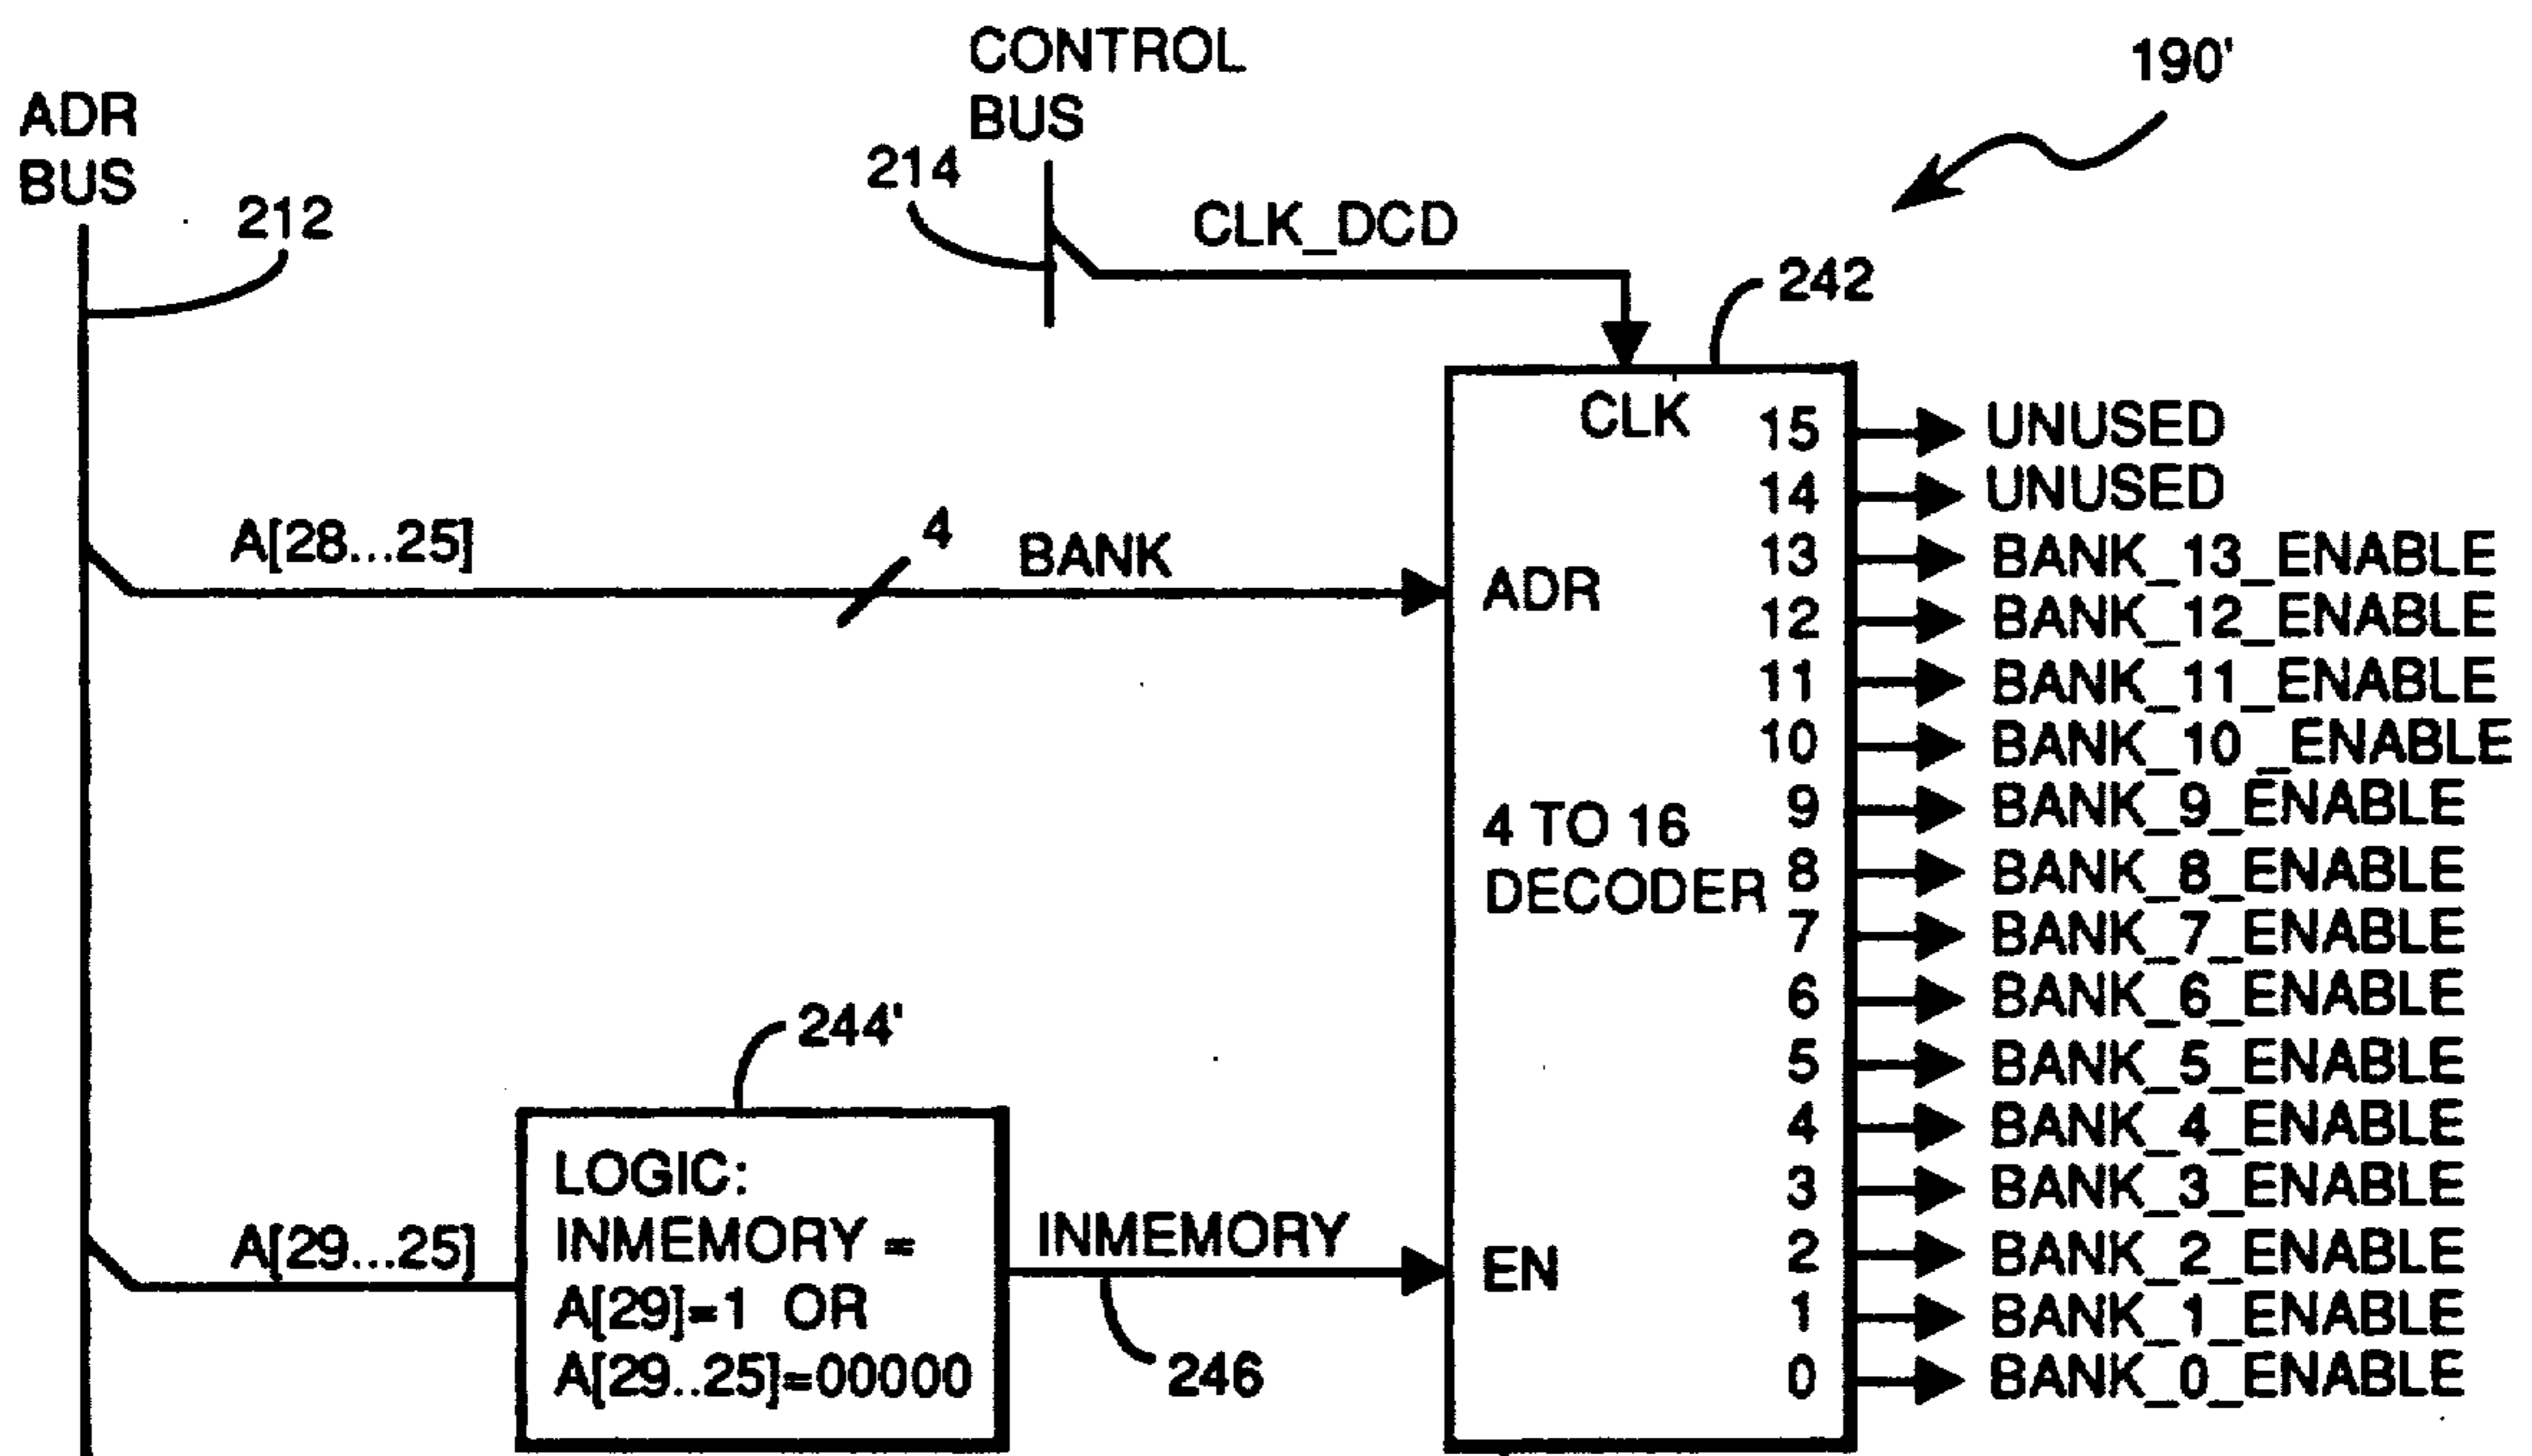 CONTROL
BUS
190'
ADR
BUS
214
212
CLK_DCD
242
CLK
15 UNUSED
14 UNUSED
A[28...25]
4
BANK
ADR
13 BANK_13_ENABLE
12 BANK_12_ENABLE
11 BANK_11_ENABLE
10 BANK_10_ENABLE
4 TO 16
DECODER
9 BANK_9_ENABLE
8 BANK_8_ENABLE
7 BANK_7_ENABLE
6 BANK_6_ENABLE
5 BANK_5_ENABLE
4 BANK_4_ENABLE
3 BANK_3_ENABLE
2 BANK_2_ENABLE
1 BANK_1_ENABLE
0 BANK_0_ENABLE
244'
A[29...25]
LOGIC:
INMEMORY =
A[29]=1 OR
A[29..25]=00000
INMEMORY
246
EN